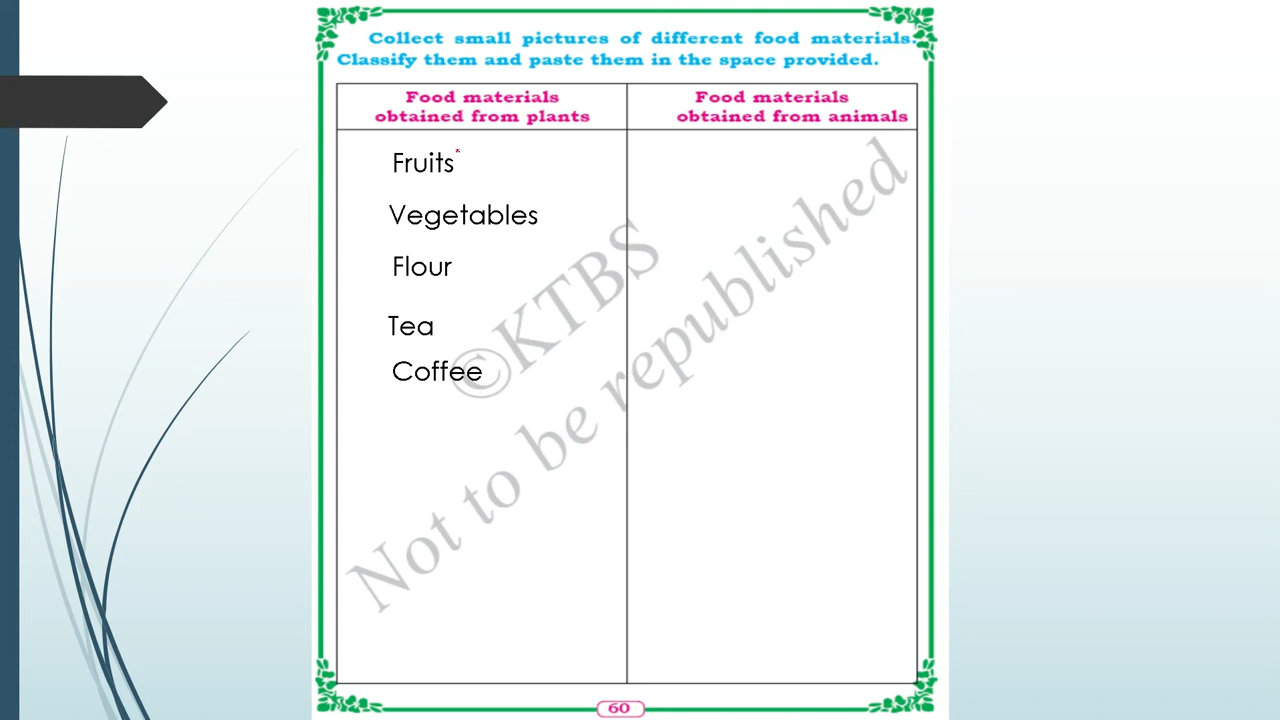 Collect small pictures of different food materials.
Classify them and paste them in the space provided.
Food materials
obtained from plants
Food materials
obtained from animals
Fruits
Vegetables
Flour
Tea
Coffee
©KTBS
Not to be republished
60